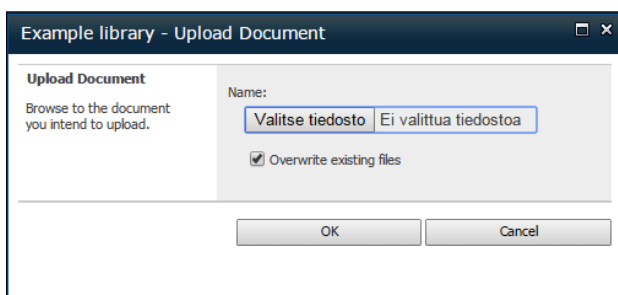 Example library - Upload Document
Upload Document
Browse to the document
you intend to upload.
Name:
Valitse tiedosto Ei valittua tiedostoa
Overwrite existing files
OK Cancel